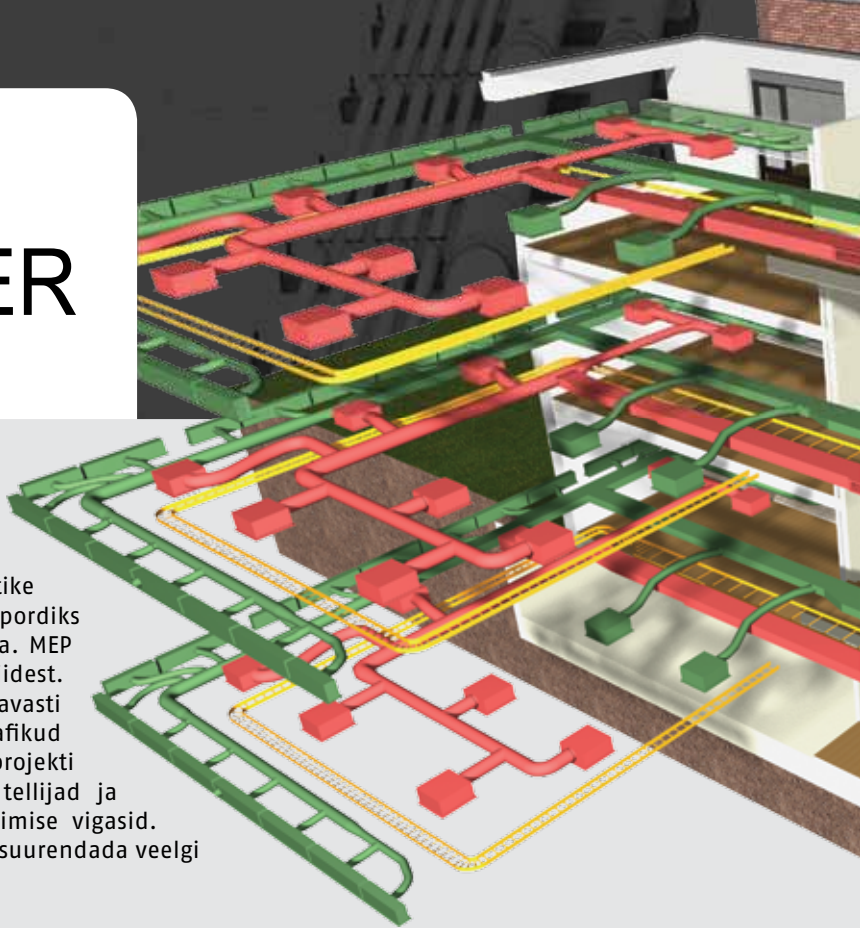 ER
tike
pordiks
a. MEP
idest.
avasti
afikud
projekti
tellijad ja
imise vigasid.
suurendada veelgi